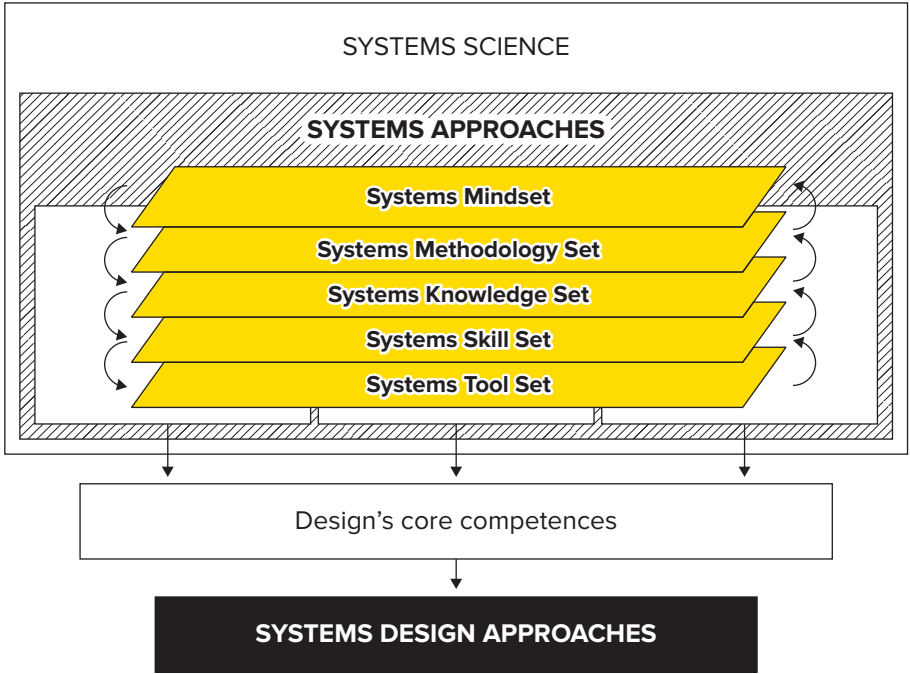 SYSTEMS SCIENCE
SYSTEMS APPROACHES
Systems Mindset
Systems Methodology Set
Systems Knowledge Set
Systems Skill Set
Systems Tool Set
Design’s core competences
SYSTEMS DESIGN APPROACHES